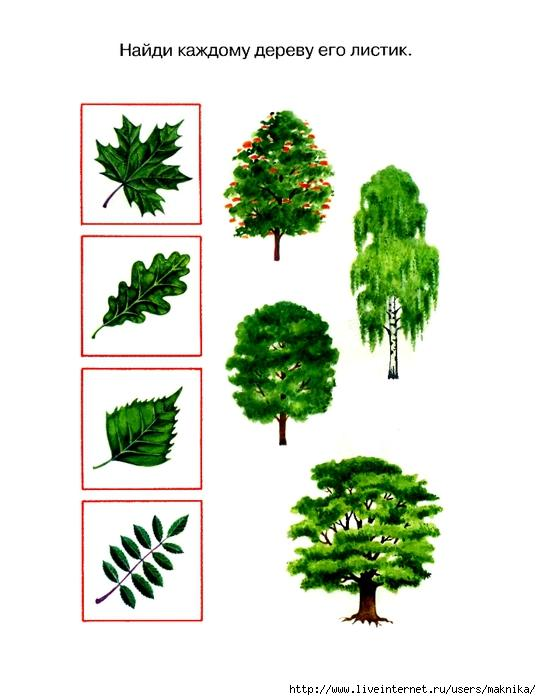 Найди каждому дереву его листик.
http://www.liveinternet.ru/users/maknika/